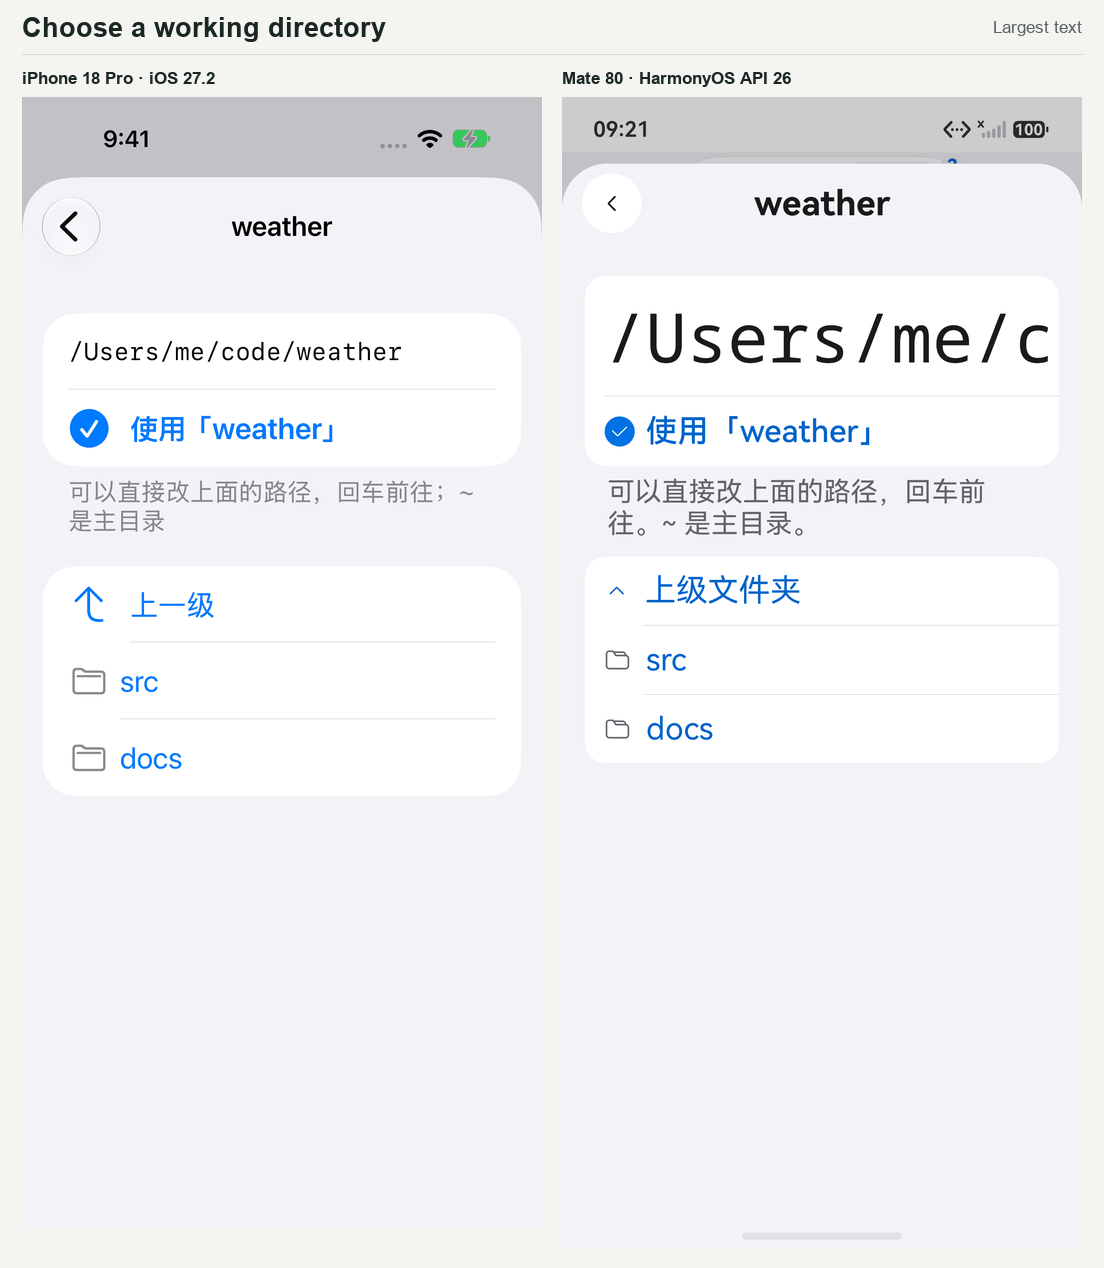 Choose a working directory
Largest text
iPhone 18 Pro · iOS 27.2
9:41
weather
/Users/me/code/weather
使用「weather」
可以直接改上面的路径，回车前往；~
是主目录
上一级
src
docs
Mate 80 · HarmonyOS API 26
09:21
100
weather
/Users/me/c
使用「weather」
可以直接改上面的路径，回车前
往。~ 是主目录。
上级文件夹
src
docs